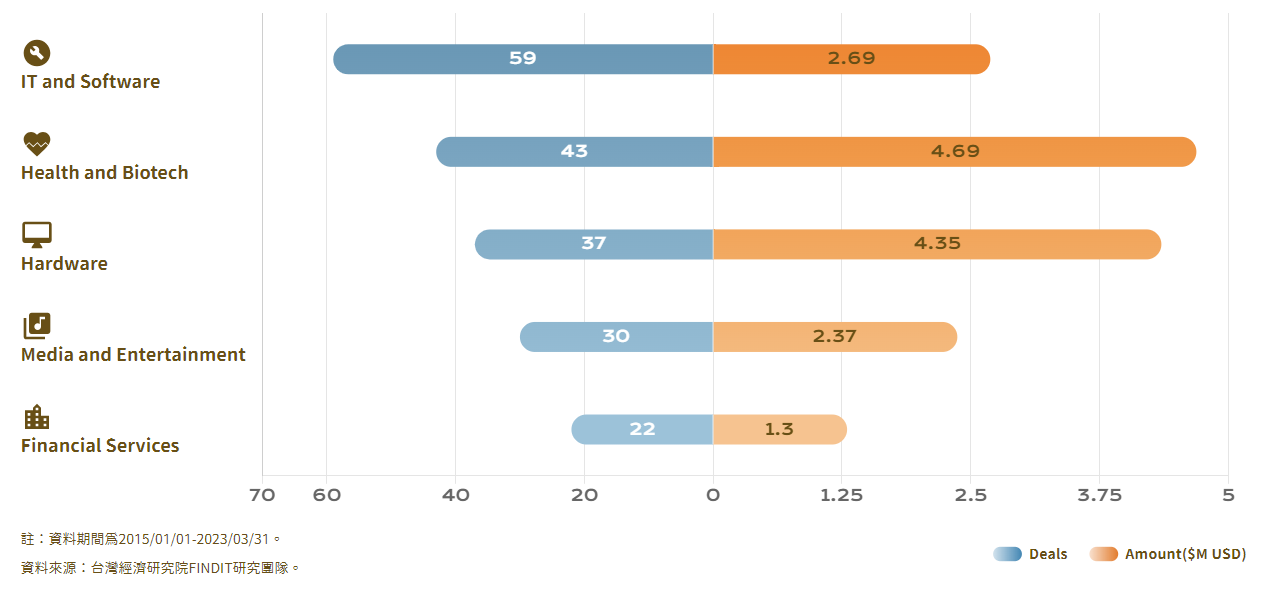 IT and Software
59
2.69
Health and Biotech
43
4.69
Hardware
37
4.35
Media and Entertainment
30
2.37
Financial Services
22
1.3
70 60 40 20 0 1.25 2.5 3.75 5
註：資料期間為2015/01/01-2023/03/31。
資料來源：台灣經濟研究院FINDIT研究團隊。
Deals Amount($M USD)